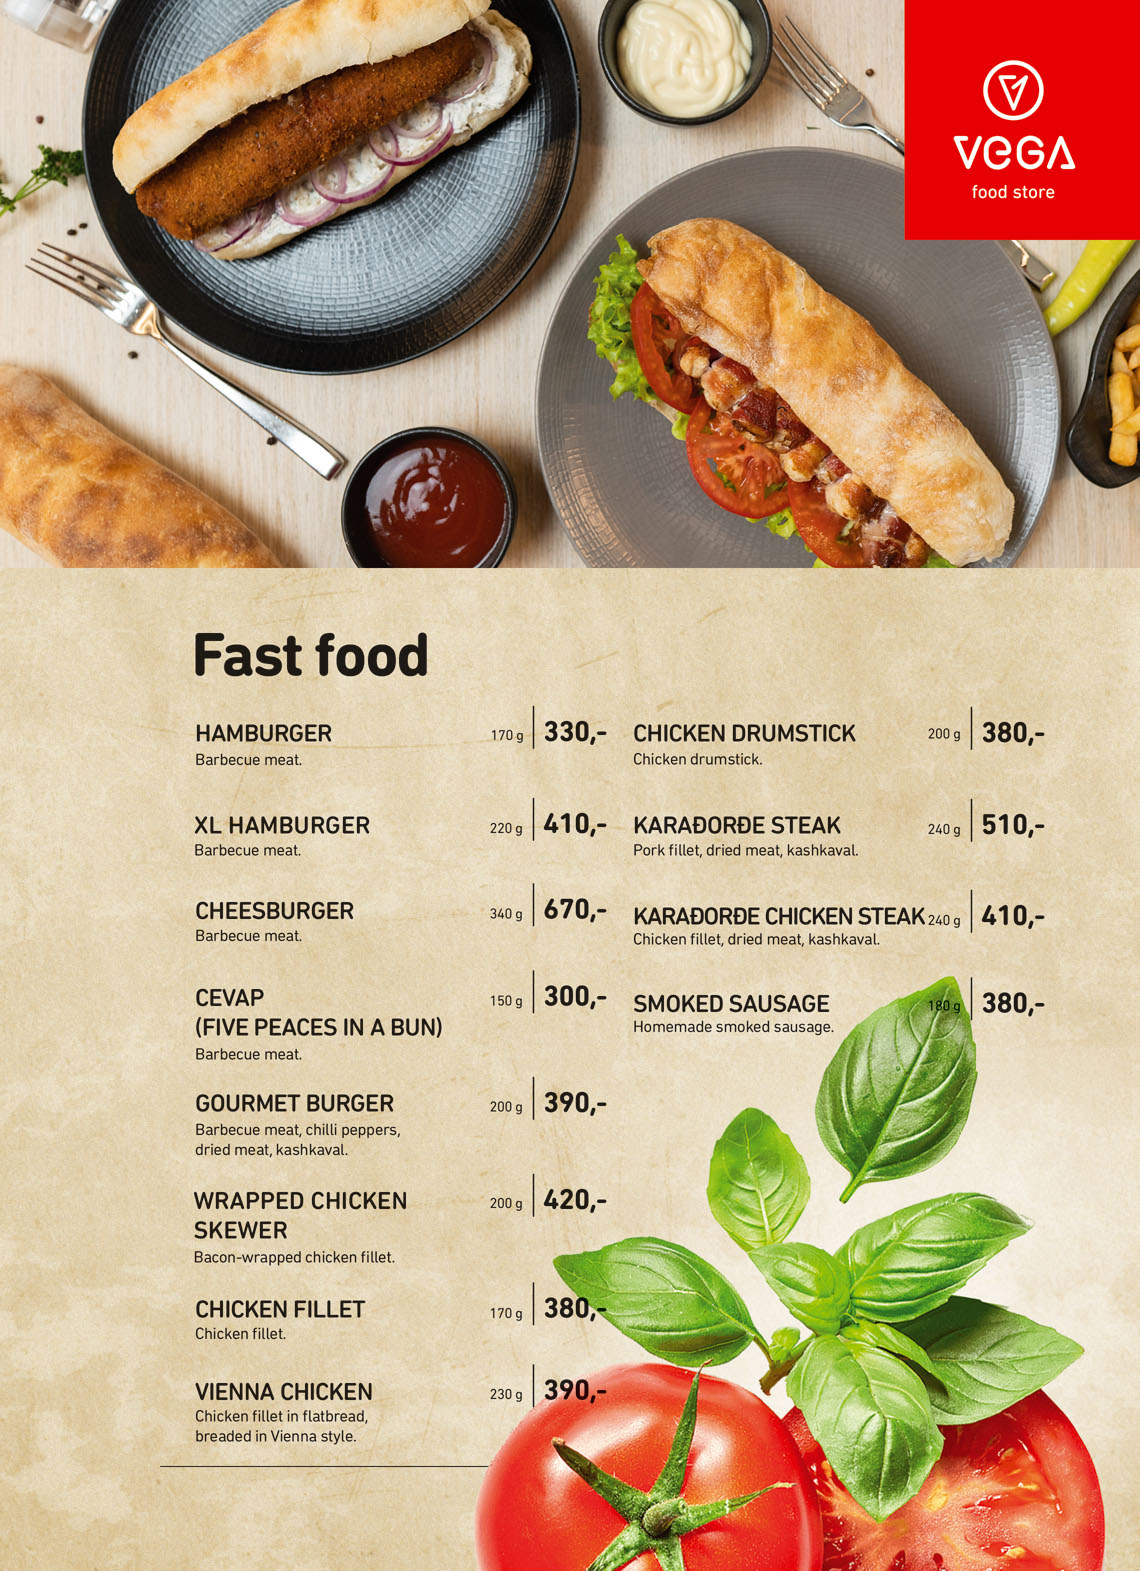 VEGA
food store
Fast food
HAMBURGER 170 g 330,-
Barbecue meat.
XL HAMBURGER 220 g 410,-
Barbecue meat.
CHEESBURGER 340 g 670,-
Barbecue meat.
CEVAP 150 g 300,-
(FIVE PEACES IN A BUN)
Barbecue meat.
GOURMET BURGER 200 g 390,-
Barbecue meat, chilli peppers,
dried meat, kashkaval.
WRAPPED CHICKEN 200 g 420,-
SKEWER
Bacon-wrapped chicken fillet.
CHICKEN FILLET 170 g 380,-
Chicken fillet.
VIENNA CHICKEN 230 g 390,-
Chicken fillet in flatbread,
breaded in Vienna style.
CHICKEN DRUMSTICK 200 g 380,-
Chicken drumstick.
KARAĐORĐE STEAK 240 g 510,-
Pork fillet, dried meat, kashkaval.
KARAĐORĐE CHICKEN STEAK 240 g 410,-
Chicken fillet, dried meat, kashkaval.
SMOKED SAUSAGE 180 g 380,-
Homemade smoked sausage.